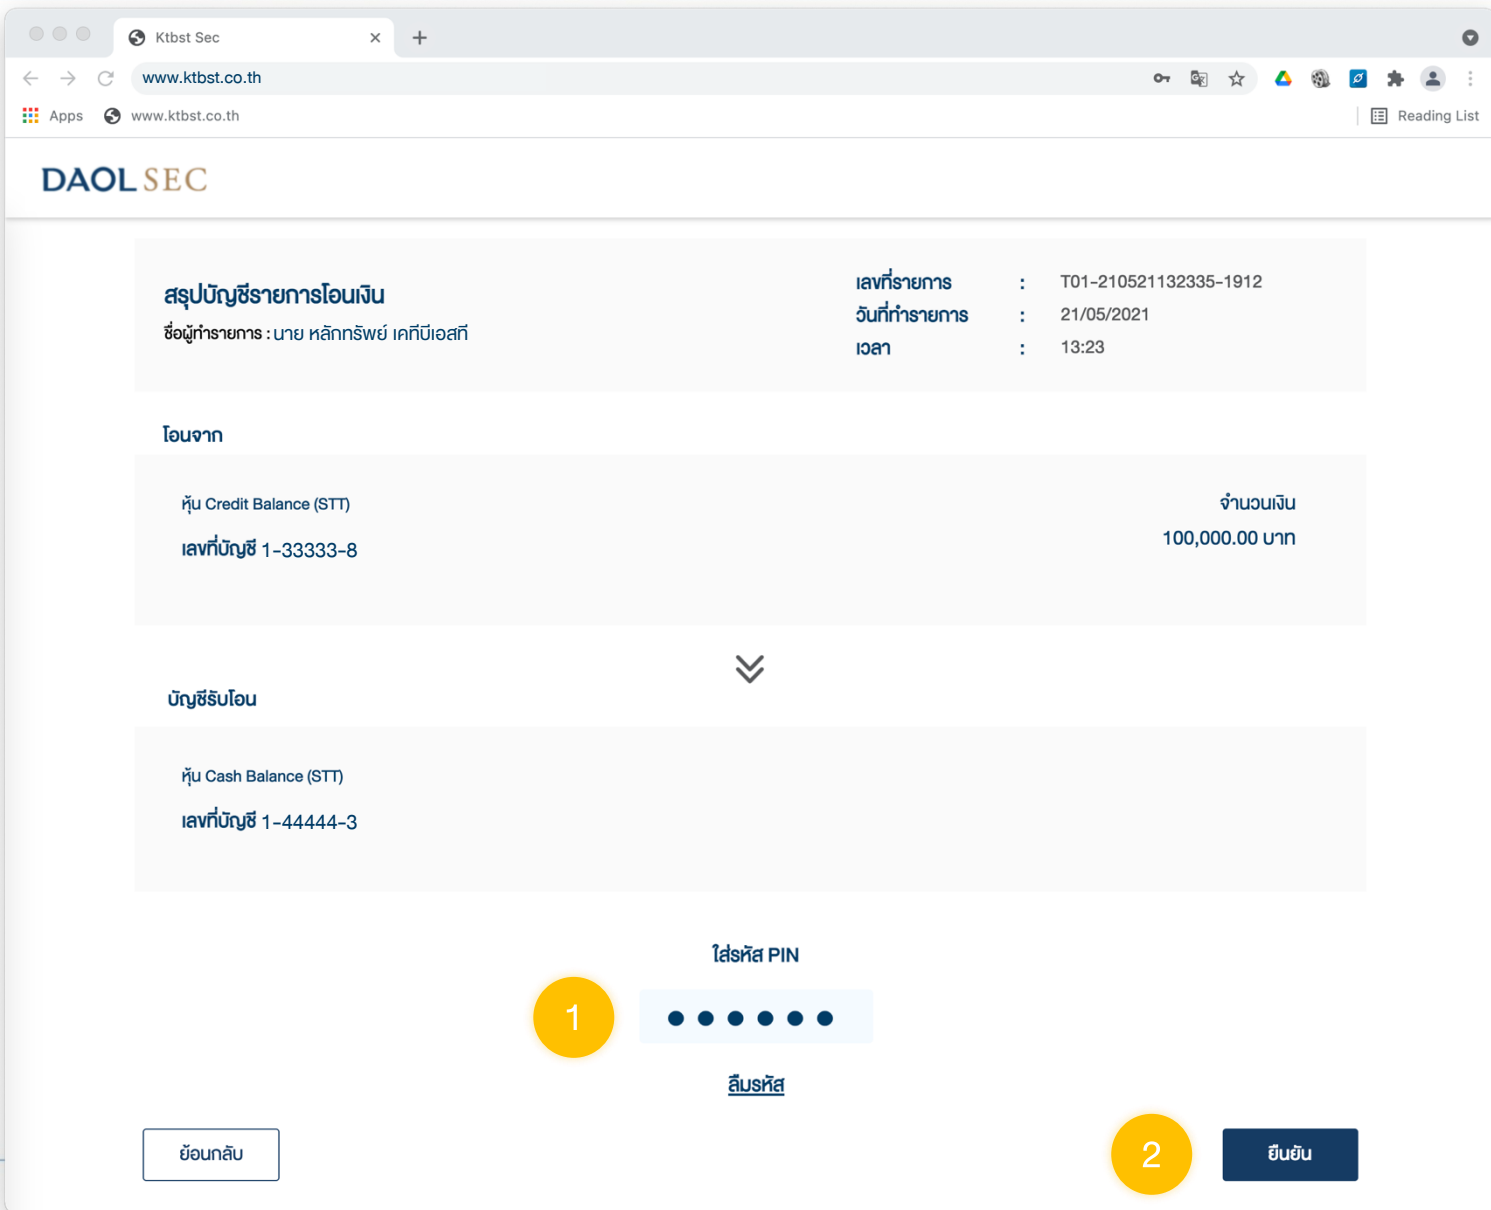 Ktbst Sec
www.ktbst.co.th
Apps www.ktbst.co.th Reading List
DAOL SEC
สรุปบัญชีรายการโอนเงิน
ชื่อผู้ทำรายการ : นาย หลักทรัพย์ เคทีบีเอสที
เลขที่รายการ : T01-210521132335-1912
วันที่ทำรายการ : 21/05/2021
เวลา : 13:23
โอนจาก
หุ้น Credit Balance (STT)
เลขที่บัญชี 1-33333-8
จำนวนเงิน
100,000.00 บาท
บัญชีรับโอน
หุ้น Cash Balance (STT)
เลขที่บัญชี 1-44444-3
ใส่รหัส PIN
1
ลืมรหัส
ย้อนกลับ
2
ยืนยัน